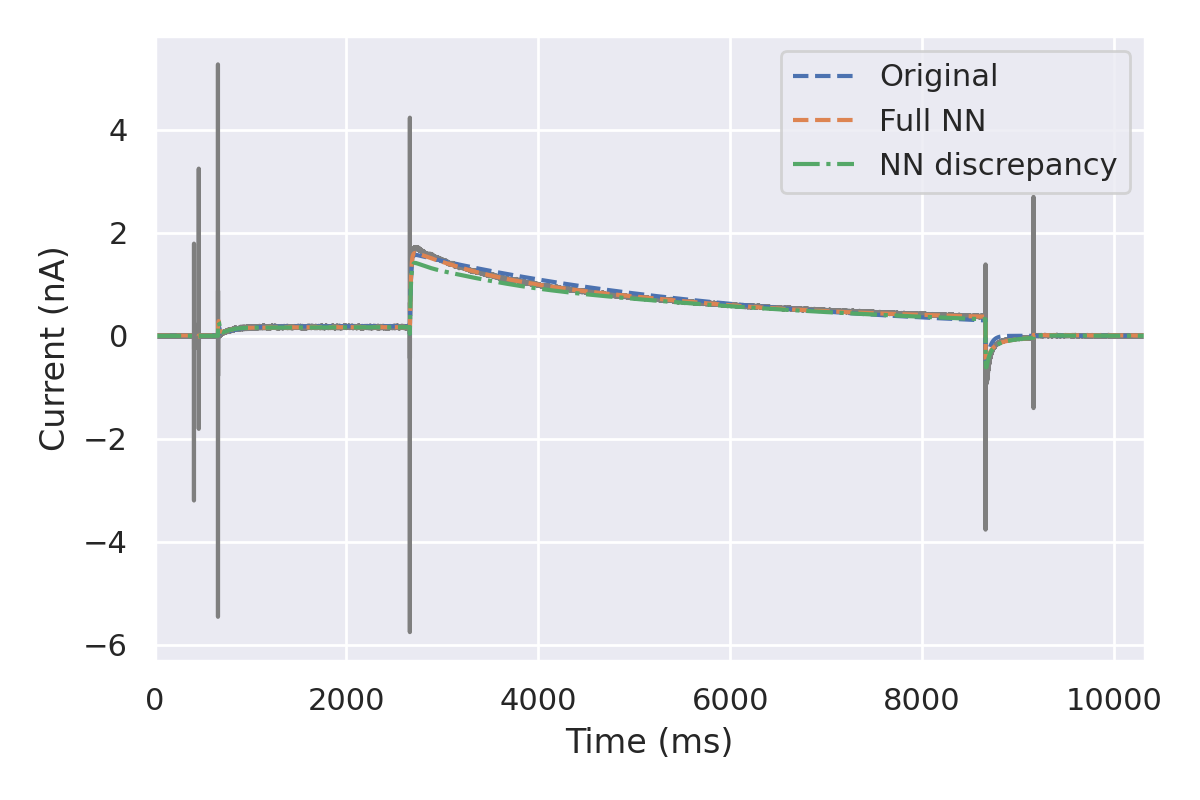 Original
Full NN
NN discrepancy
Current (nA)
4
2
0
−2
−4
−6
0 2000 4000 6000 8000 10000
Time (ms)